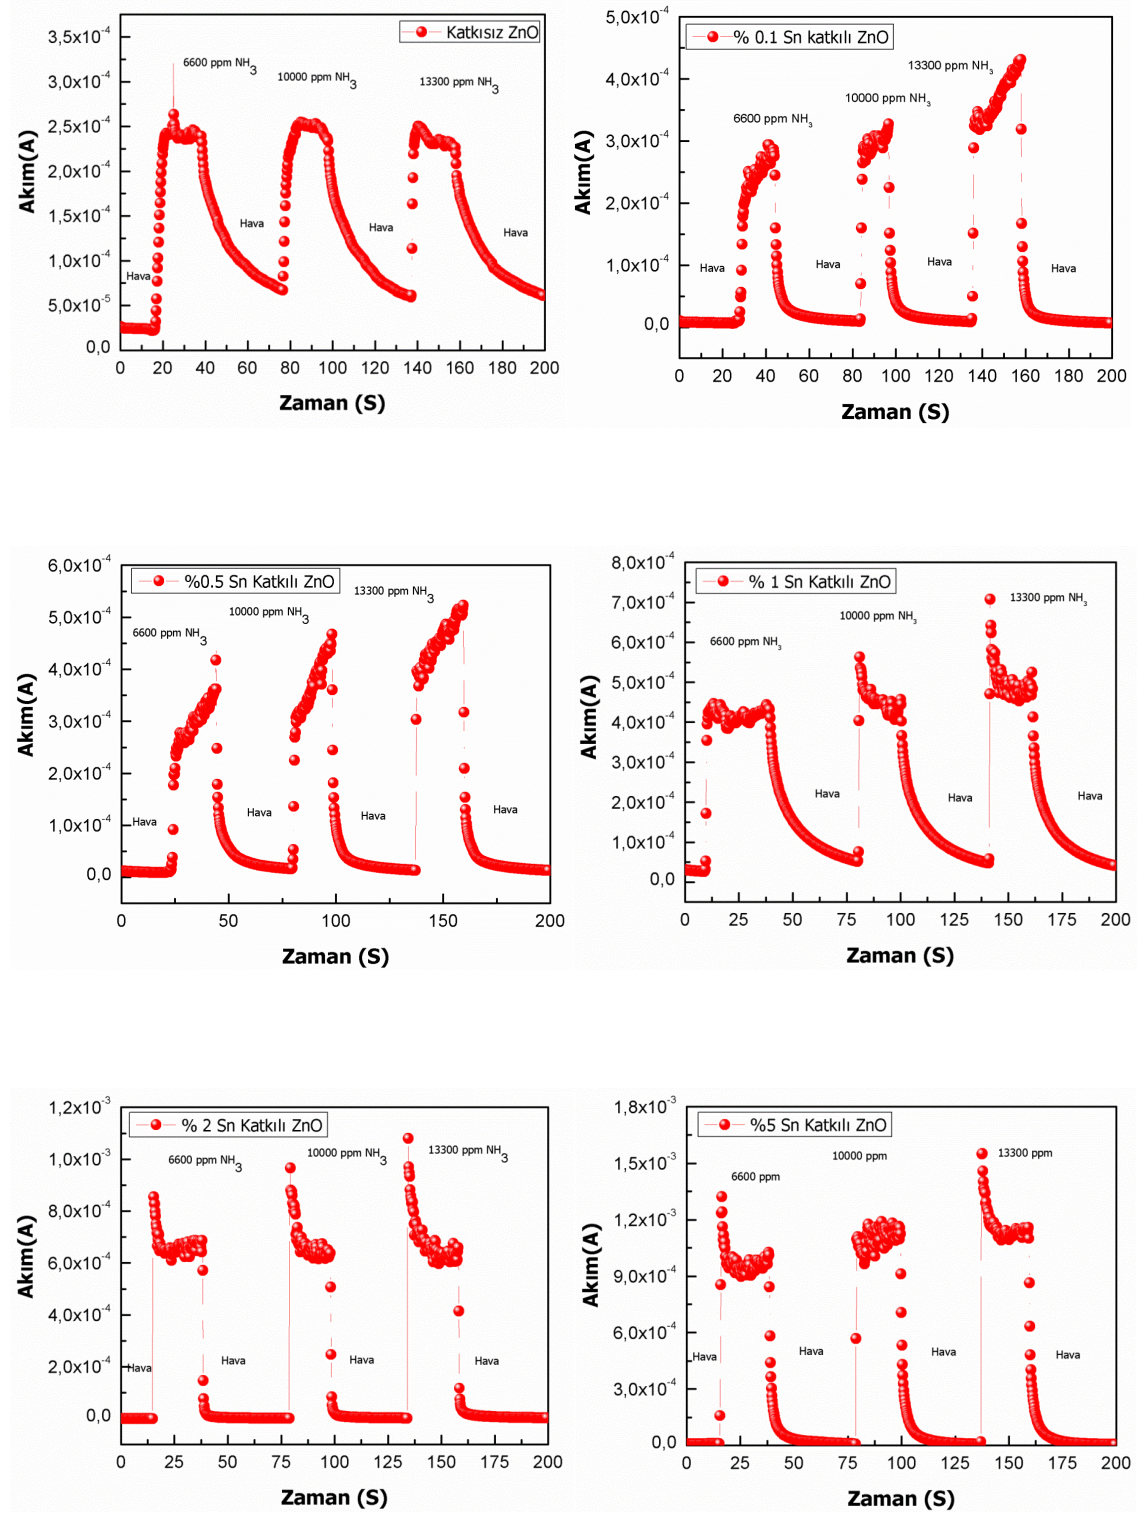 Katkısız ZnO
6600 ppm NH3
10000 ppm NH3
13300 ppm NH3
3,5x10-4
3,0x10-4
2,5x10-4
2,0x10-4
1,5x10-4
1,0x10-4
5,0x10-5
0,0
Akım(A)
Hava
Hava
Hava
Hava
0 20 40 60 80 100 120 140 160 180 200
Zaman (S)
% 0.1 Sn katkılı ZnO
13300 ppm NH3
10000 ppm NH3
6600 ppm NH3
5,0x10-4
4,0x10-4
3,0x10-4
2,0x10-4
1,0x10-4
0,0
Akım(A)
Hava
Hava
Hava
Hava
0 20 40 60 80 100 120 140 160 180 200
Zaman (S)
%0.5 Sn Katkılı ZnO
13300 ppm NH3
10000 ppm NH3
6600 ppm NH3
6,0x10-4
5,0x10-4
4,0x10-4
3,0x10-4
2,0x10-4
1,0x10-4
0,0
Akım(A)
Hava
Hava
Hava
Hava
0 50 100 150 200
Zaman (S)
% 1 Sn Katkılı ZnO
13300 ppm NH3
10000 ppm NH3
6600 ppm NH3
8,0x10-4
7,0x10-4
6,0x10-4
5,0x10-4
4,0x10-4
3,0x10-4
2,0x10-4
1,0x10-4
0,0
Akım(A)
Hava
Hava
Hava
0 25 50 75 100 125 150 175 200
Zaman (S)
% 2 Sn Katkılı ZnO
6600 ppm NH3
10000 ppm NH3
13300 ppm NH3
1,2x10-3
1,0x10-3
8,0x10-4
6,0x10-4
4,0x10-4
2,0x10-4
0,0
Akım(A)
Hava
Hava
Hava
Hava
0 25 50 75 100 125 150 175 200
Zaman (S)
%5 Sn Katkılı ZnO
6600 ppm
10000 ppm
13300 ppm
1,8x10-3
1,5x10-3
1,2x10-3
9,0x10-4
6,0x10-4
3,0x10-4
0,0
Akım(A)
Hava
Hava
Hava
Hava
0 25 50 75 100 125 150 175 200
Zaman (S)